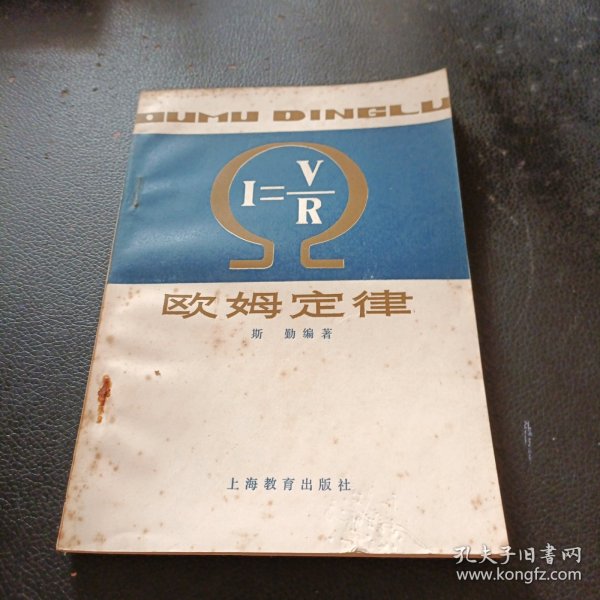 OUMU DINGLU
I=V/R
欧姆定律
斯 勤编著
上海教育出版社
孔夫子旧书网
www.kongfz.com